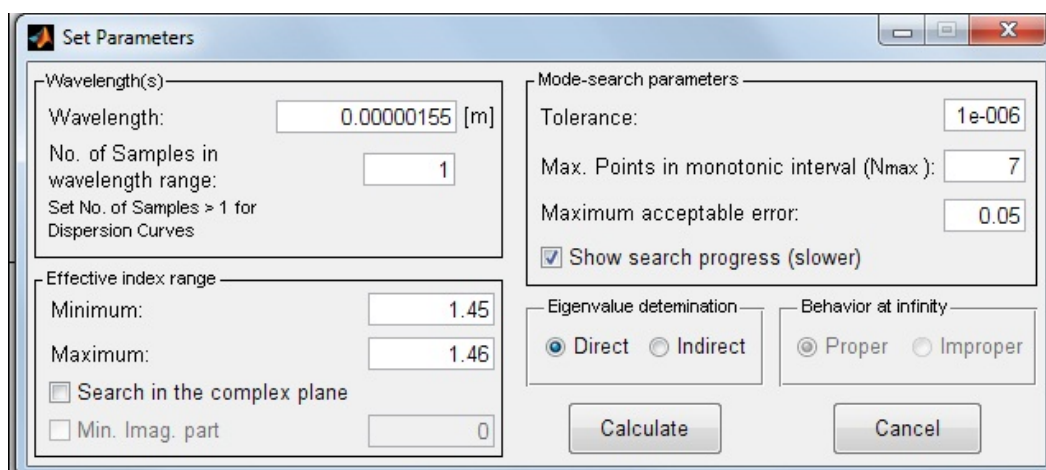 Set Parameters
Wavelength(s)
Wavelength: 0.00000155 [m]
No. of Samples in
wavelength range: 1
Set No. of Samples > 1 for
Dispersion Curves
Effective index range
Minimum: 1.45
Maximum: 1.46
Search in the complex plane
Min. Imag. part 0
Mode-search parameters
Tolerance: 1e-006
Max. Points in monotonic interval (Nmax ): 7
Maximum acceptable error: 0.05
Show search progress (slower)
Eigenvalue detemination
Direct Indirect
Behavior at infinity
Proper Improper
Calculate Cancel